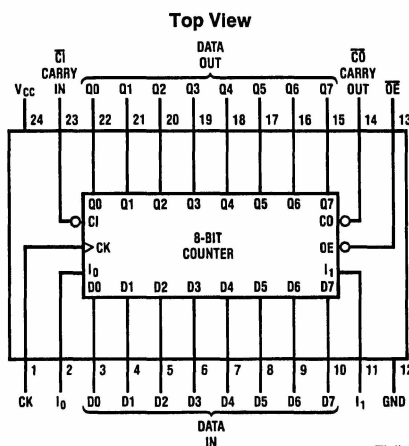 Top View
C̅I̅ DATA C̅O̅
CARRY OUT CARRY
VCC IN Q0 Q1 Q2 Q3 Q4 Q5 Q6 Q7 OUT O̅E̅
24 23 22 21 20 19 18 17 16 15 14 13
Q0 Q1 Q2 Q3 Q4 Q5 Q6 Q7
CI CO
8-BIT
CK OE
COUNTER
I0 I1
D0 D1 D2 D3 D4 D5 D6 D7
1 2 3 4 5 6 7 8 9 10 11 12
CK I0 D0 D1 D2 D3 D4 D5 D6 D7 I1 GND
DATA
IN